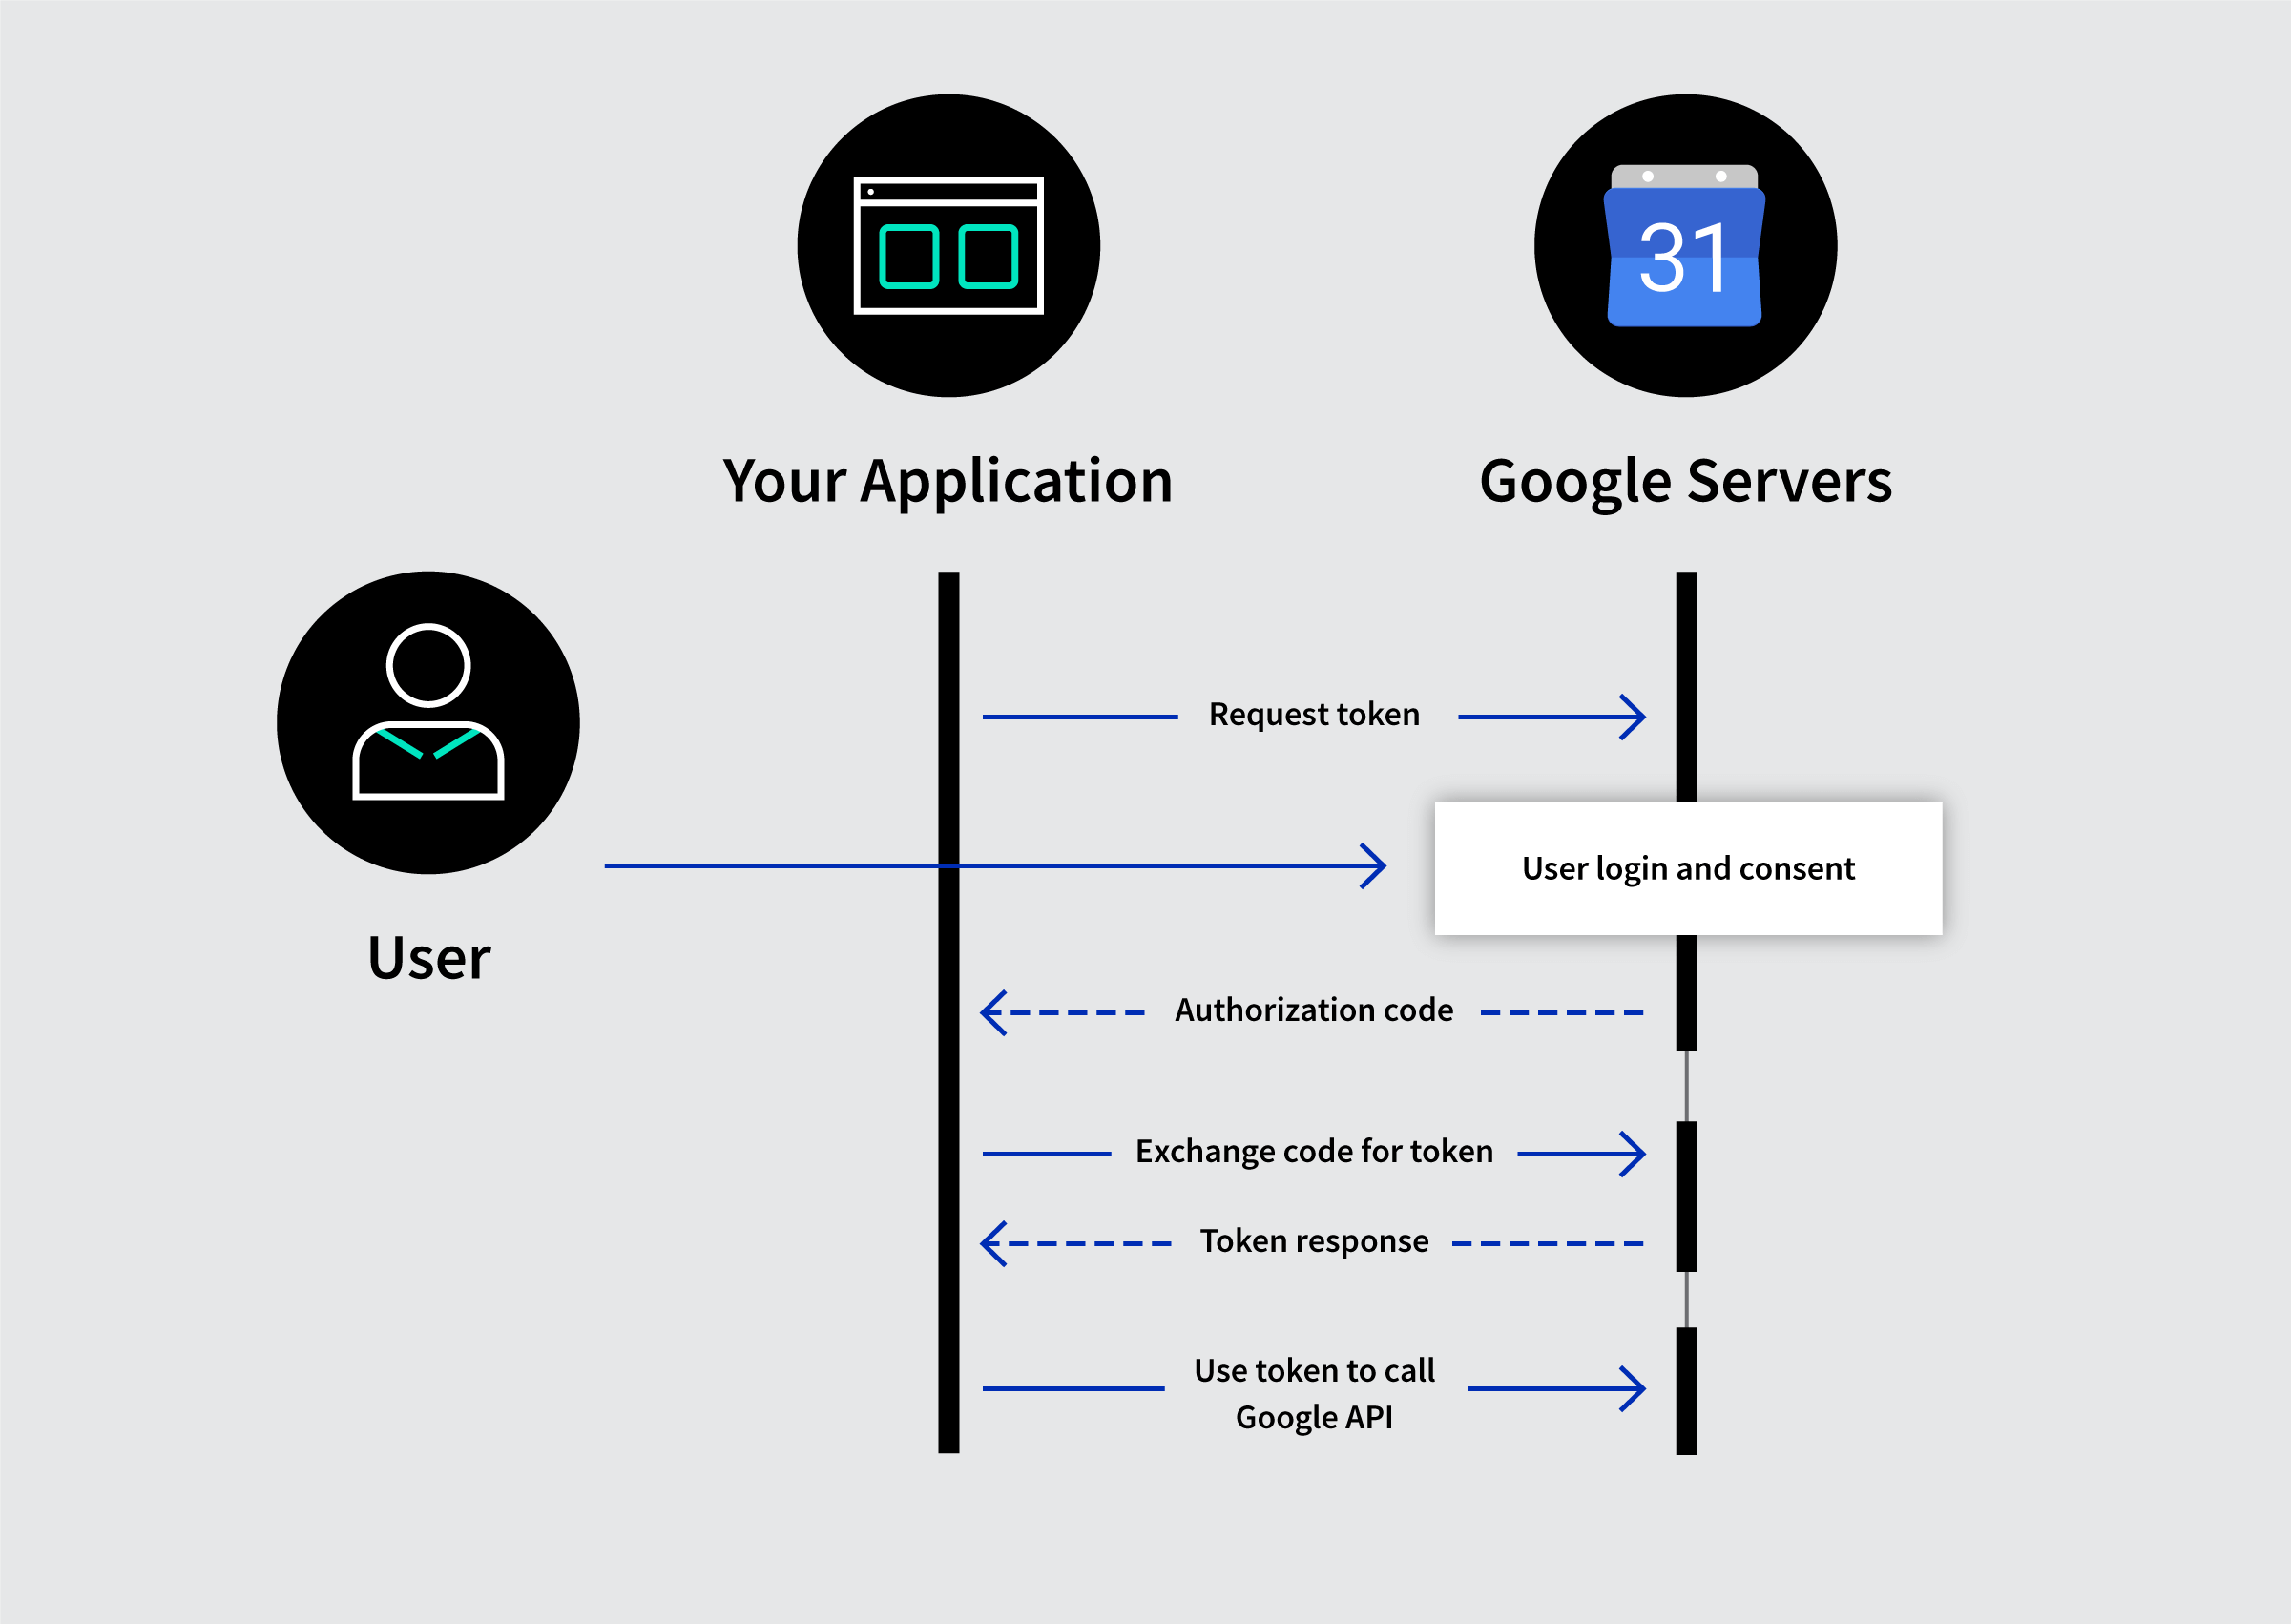 31
Your Application
Google Servers
Request token
User login and consent
User
Authorization code
Exchange code for token
Token response
Use token to call
Google API